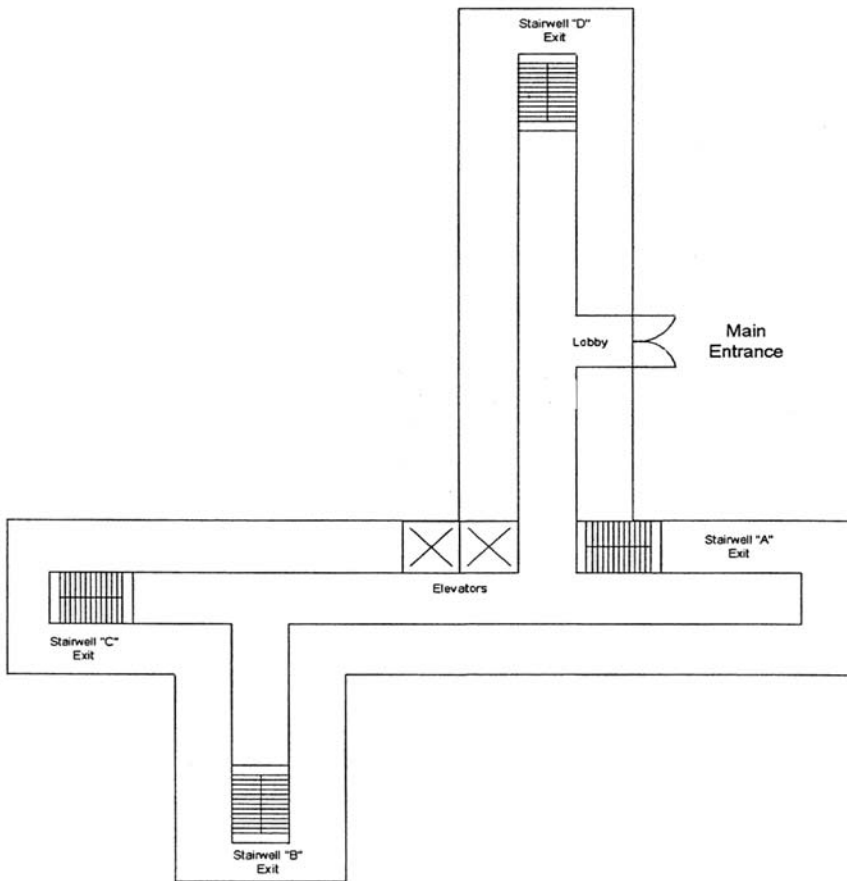 Stairwell "D"
Exit
Lobby
Main
Entrance
Stairwell "A"
Exit
Elevators
Stairwell "C"
Exit
Stairwell "B"
Exit